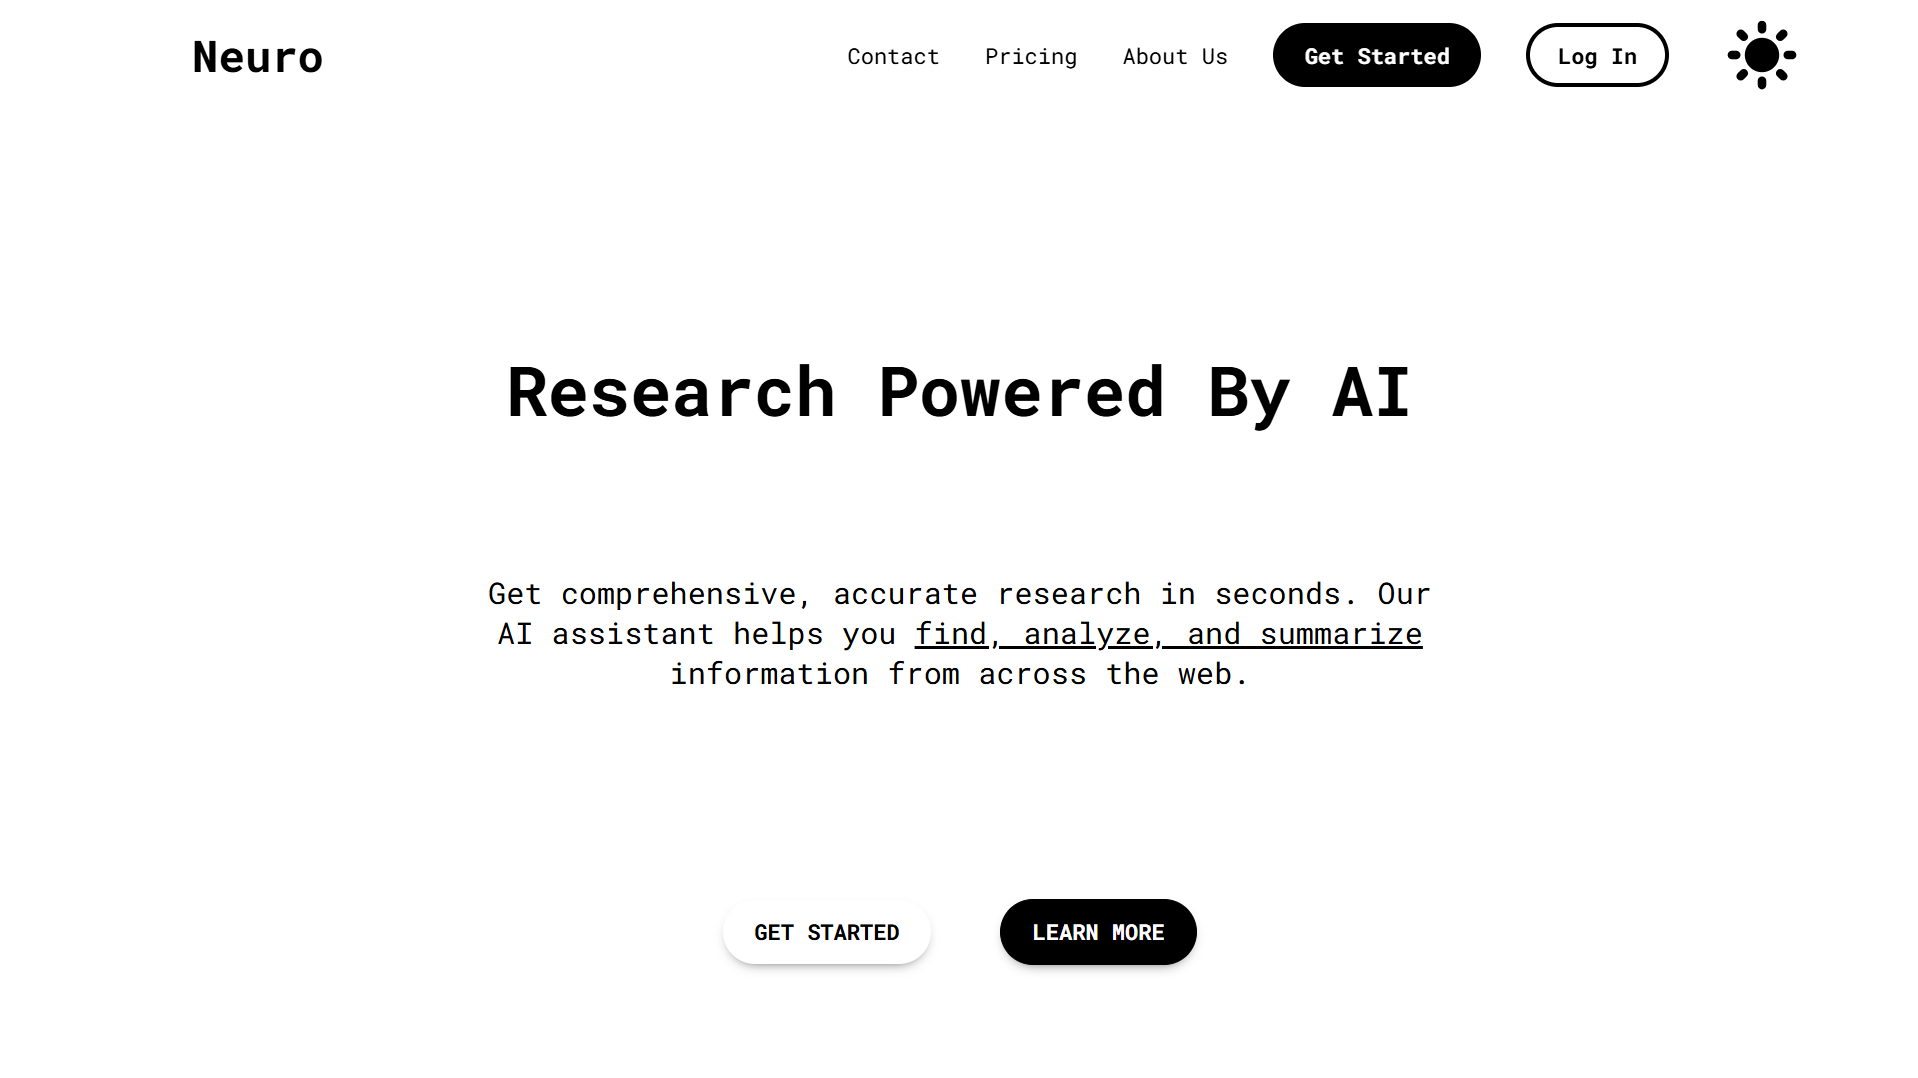 Neuro
Contact
Pricing
About Us
Get Started
Log In
Research Powered By AI
Get comprehensive, accurate research in seconds. Our
AI assistant helps you find, analyze, and summarize
information from across the web.
GET STARTED
LEARN MORE